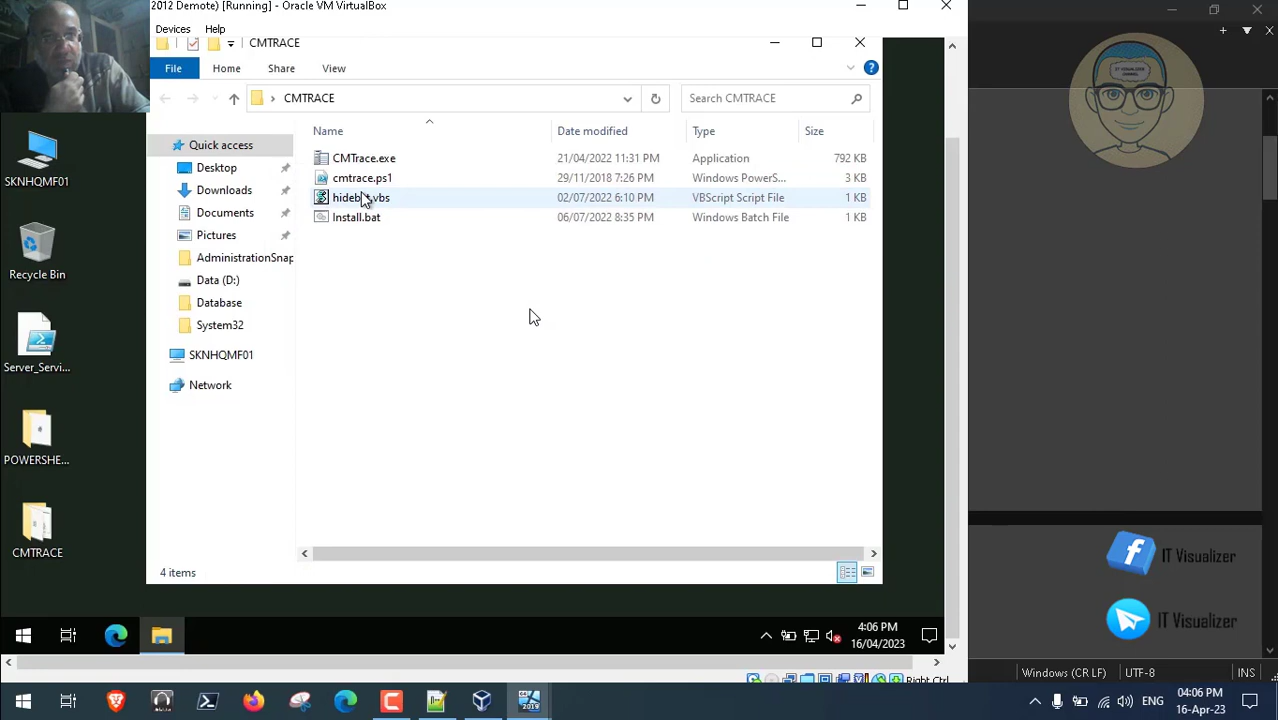 2012 Demote) [Running] - Oracle VM VirtualBox
Devices Help
CMTRACE
File Home Share View
CMTRACE
Search CMTRACE
Name Date modified Type Size
Quick access
Desktop
Downloads
Documents
Pictures
AdministrationSnap
Data (D:)
Database
System32
SKNHQMF01
Network
CMTrace.exe 21/04/2022 11:31 PM Application 792 KB
cmtrace.ps1 29/11/2018 7:26 PM Windows PowerS... 3 KB
02/07/2022 6:10 PM VBScript Script File 1 KB
Install.bat 06/07/2022 8:35 PM Windows Batch File 1 KB
4 items
SKNHQMF01
Recycle Bin
Server_Servi...
POWERSHE...
CMTRACE
4:06 PM
16/04/2023
Right Ctrl
IT VISUALIZER
CHANNEL
IT Visualizer
IT Visualizer
Windows (CR LF) UTF-8 INS
2019
ENG
04:06 PM
16-Apr-23